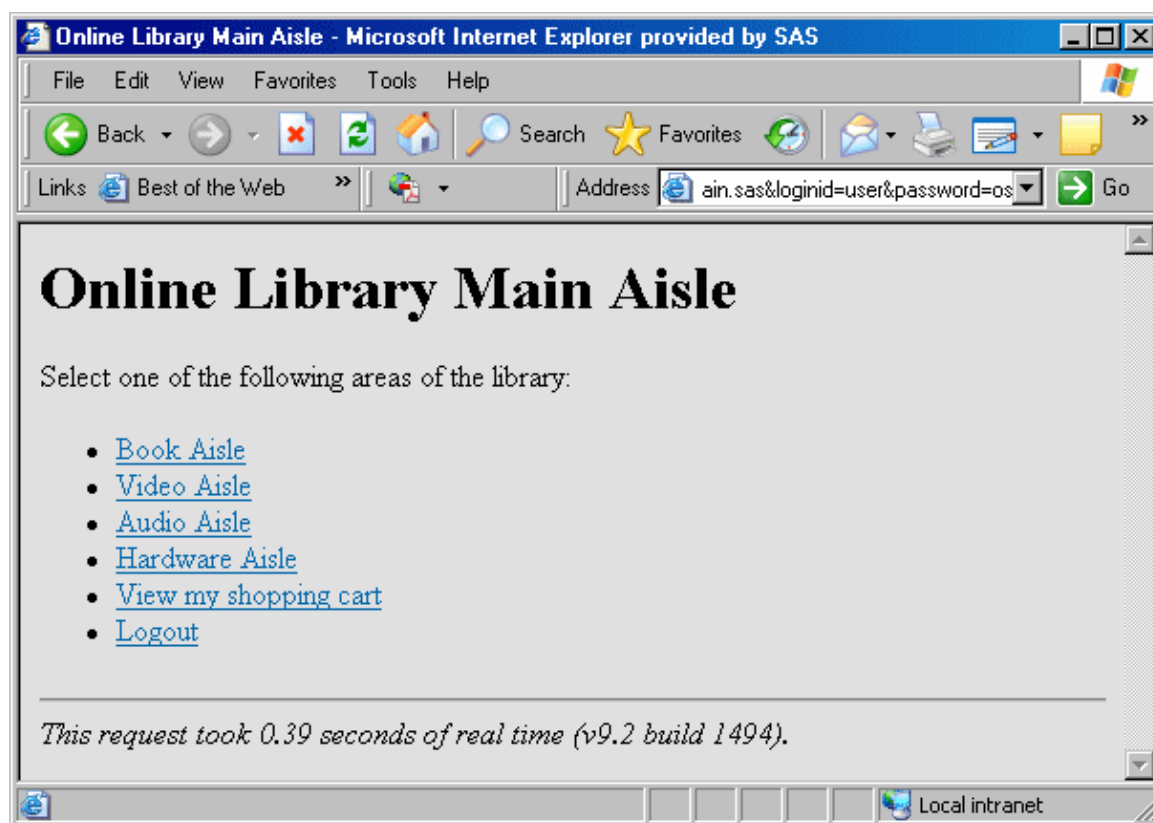 Online Library Main Aisle - Microsoft Internet Explorer provided by SAS
File Edit View Favorites Tools Help
Back Search Favorites »
Links Best of the Web » Address ain.sas&loginid=user&password=os Go
Online Library Main Aisle
Select one of the following areas of the library:
• Book Aisle
• Video Aisle
• Audio Aisle
• Hardware Aisle
• View my shopping cart
• Logout
This request took 0.39 seconds of real time (v9.2 build 1494).
Local intranet